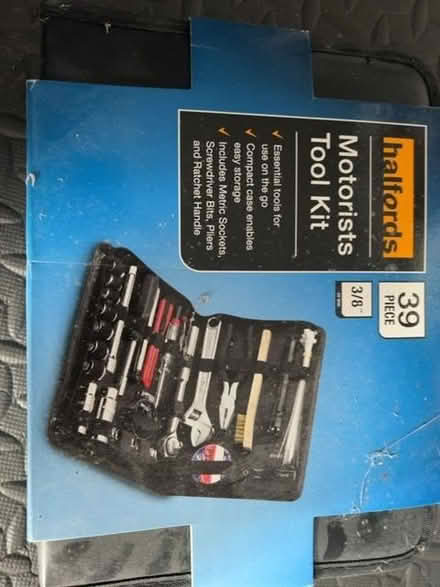 halfords
Motorists
Tool Kit
✓ Essential tools for
use on the go
✓ Compact case enables
easy storage
✓ Includes Metric Sockets,
Screwdriver Bits, Pliers
and Ratchet Handle
39
PIECE
3/8"